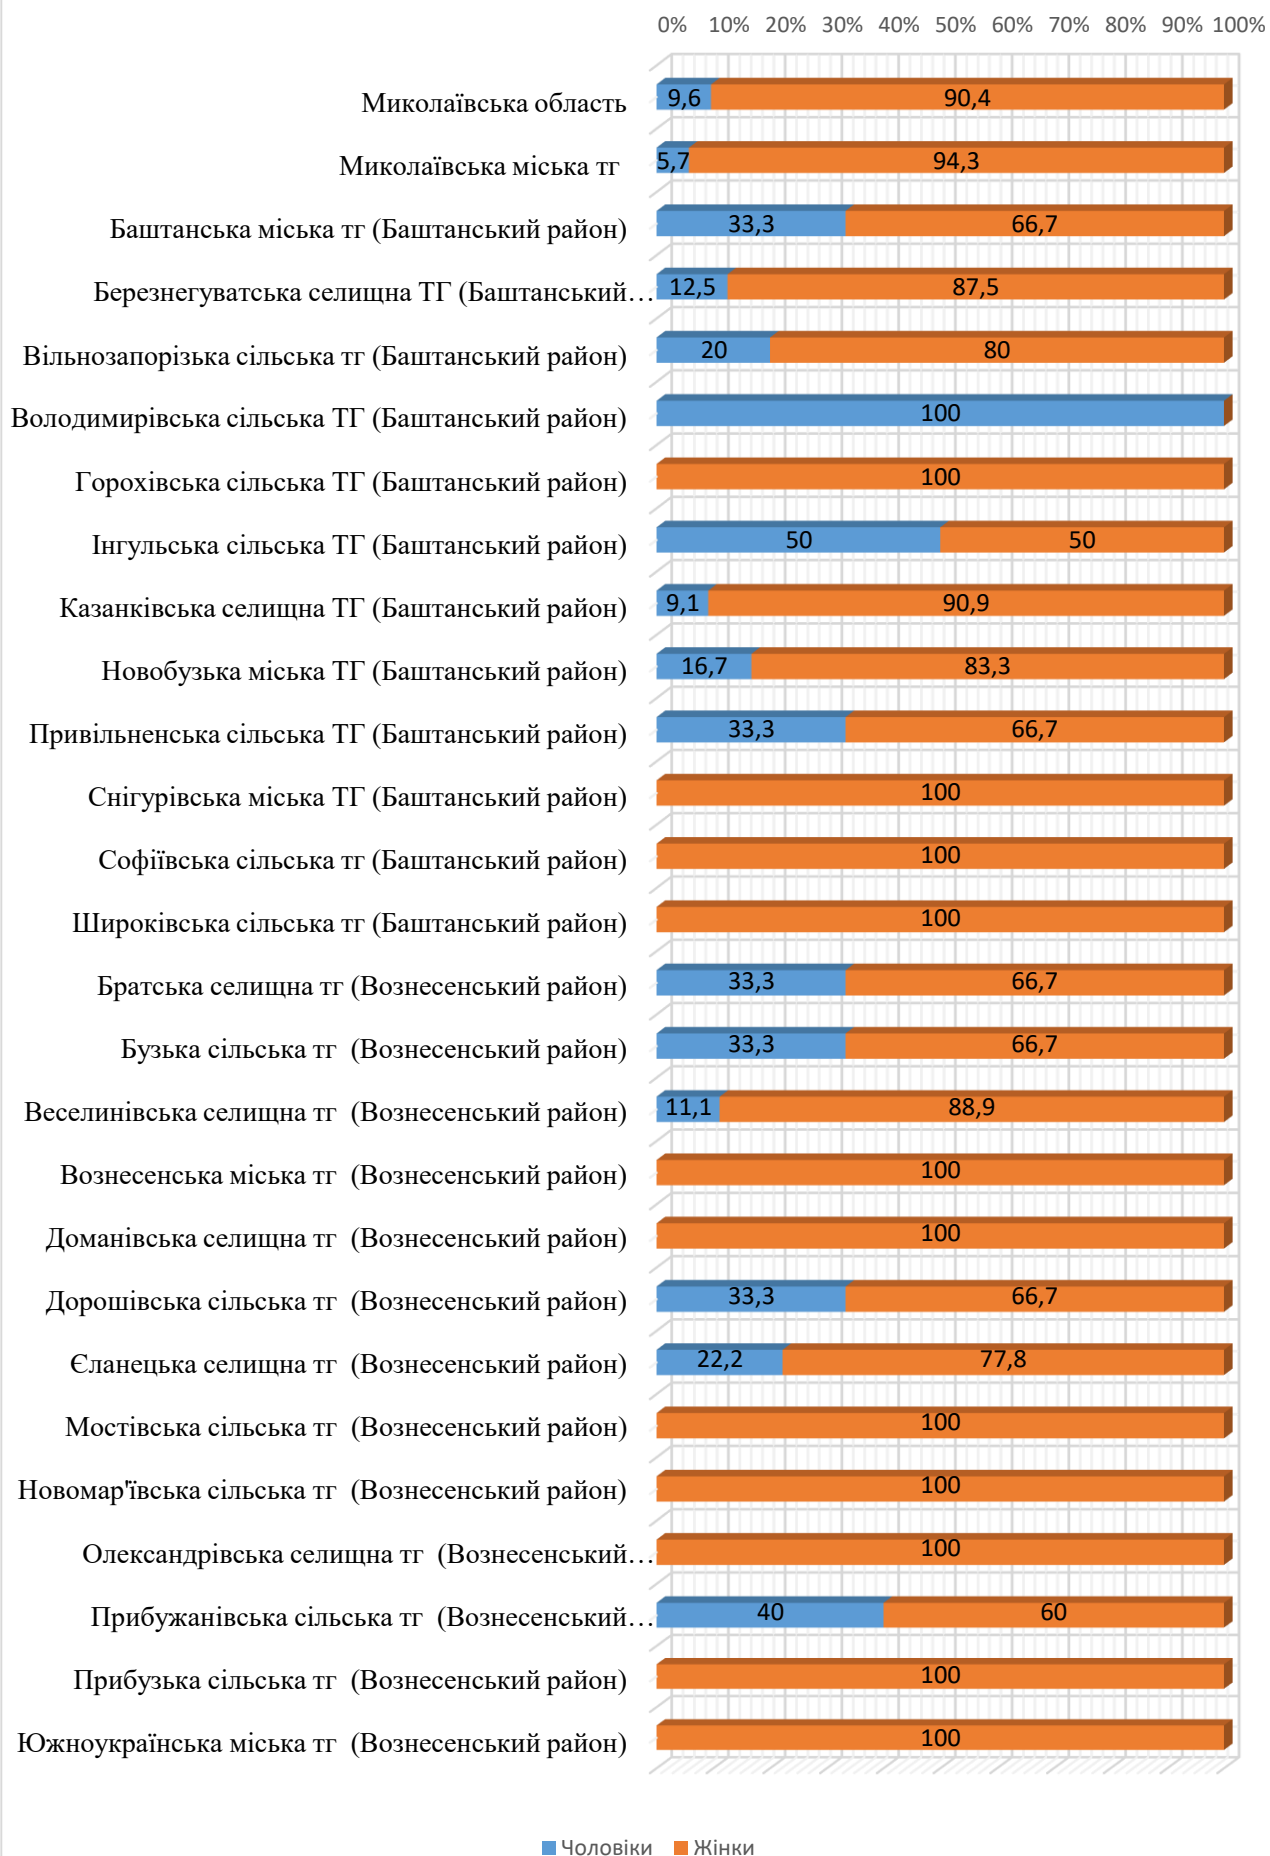 0% 10% 20% 30% 40% 50% 60% 70% 80% 90% 100%
Миколаївська область 9,6 90,4
Миколаївська міська тг 5,7 94,3
Баштанська міська тг (Баштанський район) 33,3 66,7
Березнегуватська селищна ТГ (Баштанський… 12,5 87,5
Вільнозапорізька сільська тг (Баштанський район) 20 80
Володимирівська сільська ТГ (Баштанський район) 100
Горохівська сільська ТГ (Баштанський район) 100
Інгульська сільська ТГ (Баштанський район) 50 50
Казанківська селищна ТГ (Баштанський район) 9,1 90,9
Новобузька міська ТГ (Баштанський район) 16,7 83,3
Привільненська сільська ТГ (Баштанський район) 33,3 66,7
Снігурівська міська ТГ (Баштанський район) 100
Софіївська сільська тг (Баштанський район) 100
Широківська сільська тг (Баштанський район) 100
Братська селищна тг (Вознесенський район) 33,3 66,7
Бузька сільська тг (Вознесенський район) 33,3 66,7
Веселинівська селищна тг (Вознесенський район) 11,1 88,9
Вознесенська міська тг (Вознесенський район) 100
Доманівська селищна тг (Вознесенський район) 100
Дорошівська сільська тг (Вознесенський район) 33,3 66,7
Єланецька селищна тг (Вознесенський район) 22,2 77,8
Мостівська сільська тг (Вознесенський район) 100
Новомар'ївська сільська тг (Вознесенський район) 100
Олександрівська селищна тг (Вознесенський… 100
Прибужанівська сільська тг (Вознесенський… 40 60
Прибузька сільська тг (Вознесенський район) 100
Южноукраїнська міська тг (Вознесенський район) 100
Чоловіки Жінки